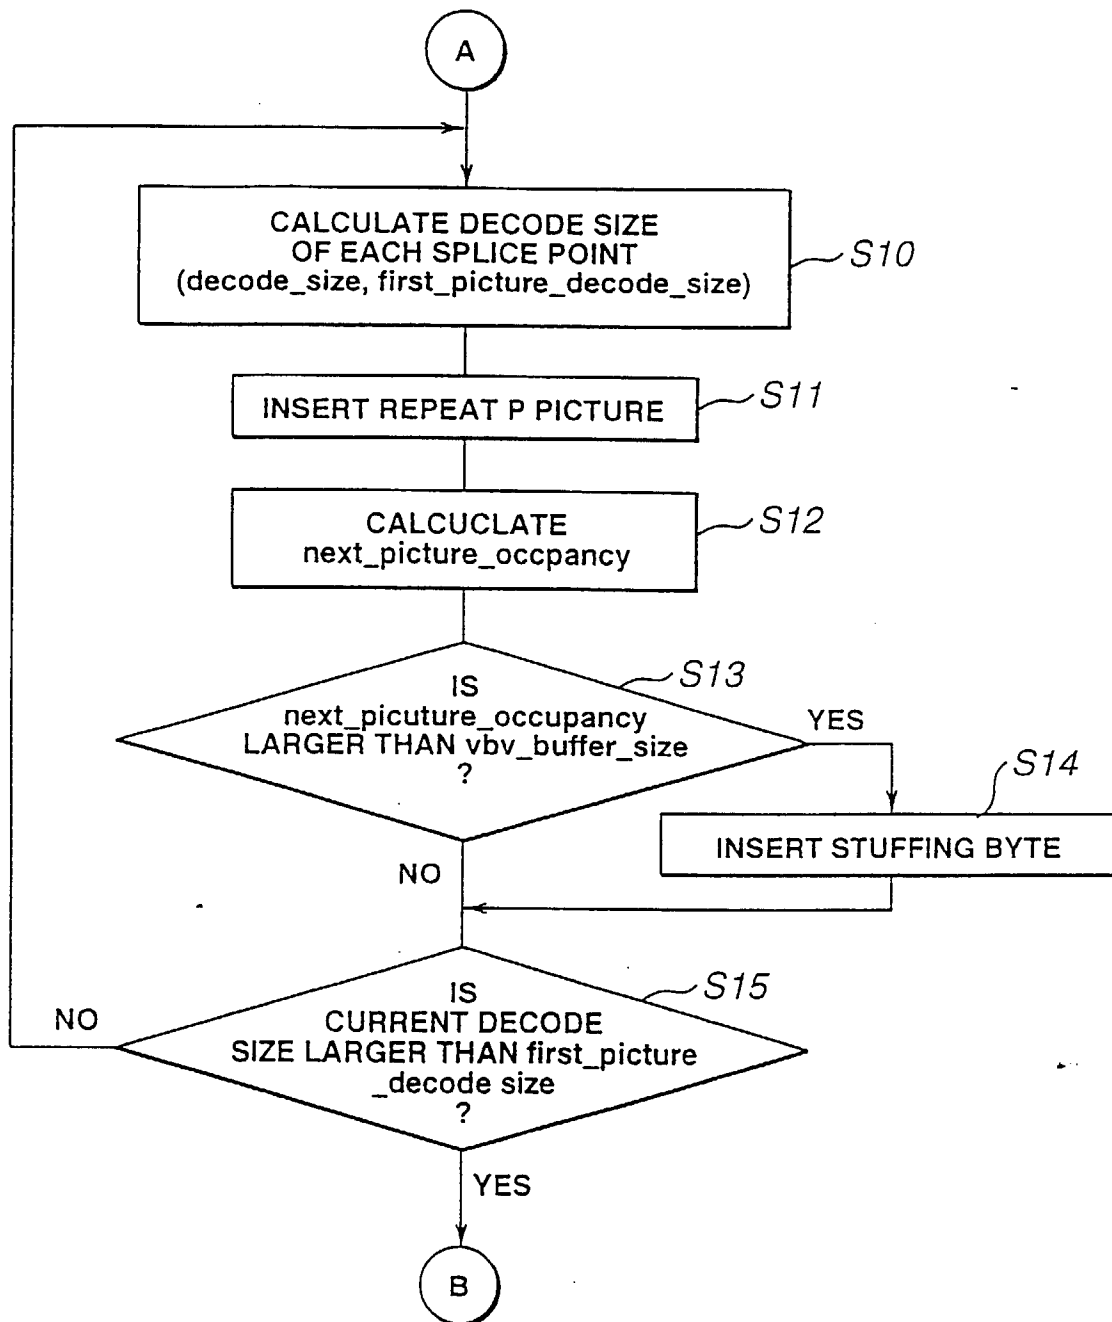 A
CALCULATE DECODE SIZE
OF EACH SPLICE POINT
(decode_size, first_picture_decode_size)
S10
INSERT REPEAT P PICTURE
S11
CALCUCLATE
next_picture_occpancy
S12
IS
next_picuture_occupancy
LARGER THAN vbv_buffer_size
?
S13
YES
S14
INSERT STUFFING BYTE
NO
IS
CURRENT DECODE
SIZE LARGER THAN first_picture
_decode size
?
S15
NO
YES
B